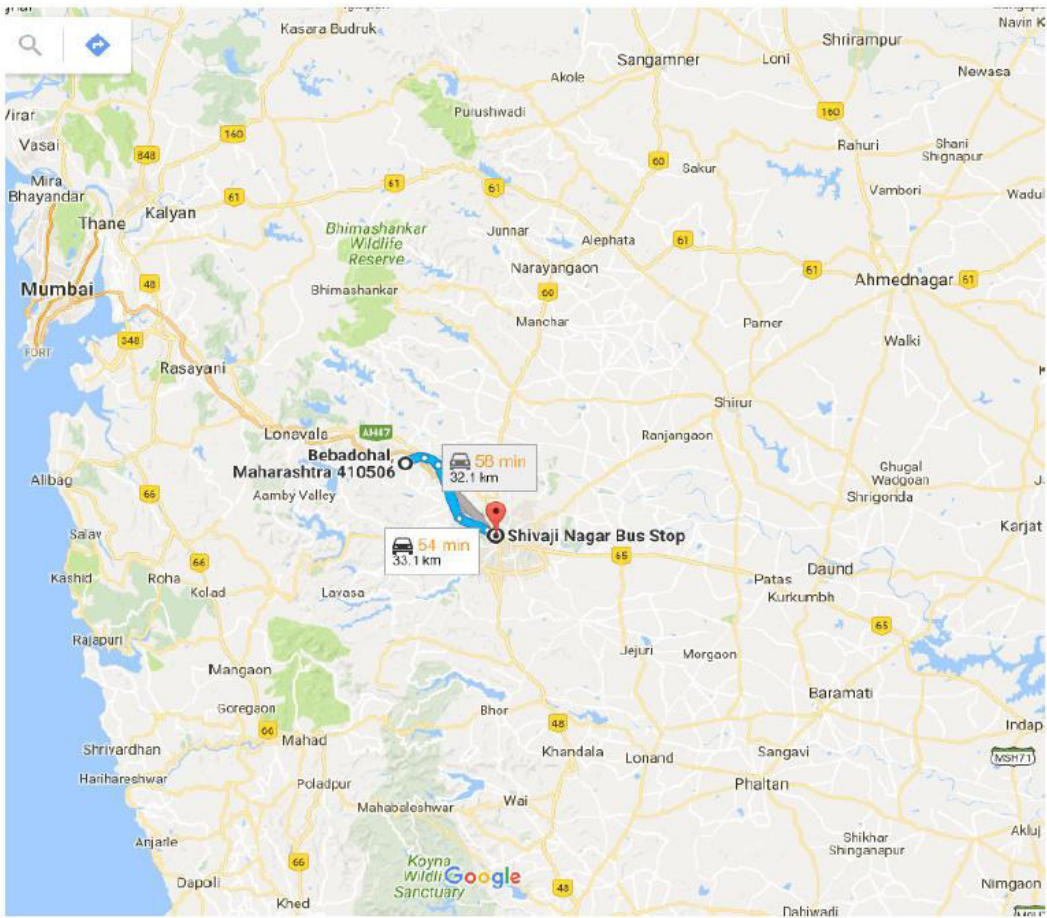 Kasara Budruk
Navin K
Shrirampur
Sangamner
Loni
Newasa
Akole
Virar
Purushwadi
160
160
Vasai
848
Rahuri
Shani
Shignapur
60
Sakur
Mira
Bhayandar
61
61
61
Vambori
Wadul
Kalyan
Thane
Bhimashankar
Wildlife
Reserve
Junnar
Alephata
61
Narayangaon
61
Ahmednagar
61
Mumbai
48
Bhimashankar
60
Manchar
Parner
348
Walki
FORT
Rasayani
Shirur
Lonavala
AH47
Ranjangaon
Bebadohal,
Maharashtra 410506
58 min
32.1 km
Ghugal
Wadgaon
Alibag
66
Aamby Valley
Shrigonda
Karjat
Salav
Shivaji Nagar Bus Stop
54 min
33.1 km
65
66
Kashid
Roha
Kolad
Lavasa
Daund
Patas
Kurkumbh
65
Rajapuri
Jejuri
Morgaon
Mangaon
Baramati
Goregaon
Bhor
66
Mahad
48
Indap
Shrivardhan
Khandala
Lonand
Sangavi
MSH71
Harihareshwar
Poladpur
Phaltan
Mahabaleshwar
Wai
Anjarle
Shikhar
Shinganapur
Akluj
66
Koyna
Wildli
Sanctuary
Google
48
Dapoli
Nimgaon
Khed
Dahiwadi